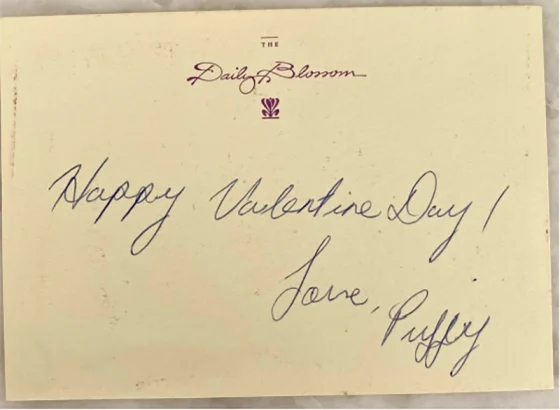 THE
Daily Blossom
Happy Valentine Day!
Love,
Puffy